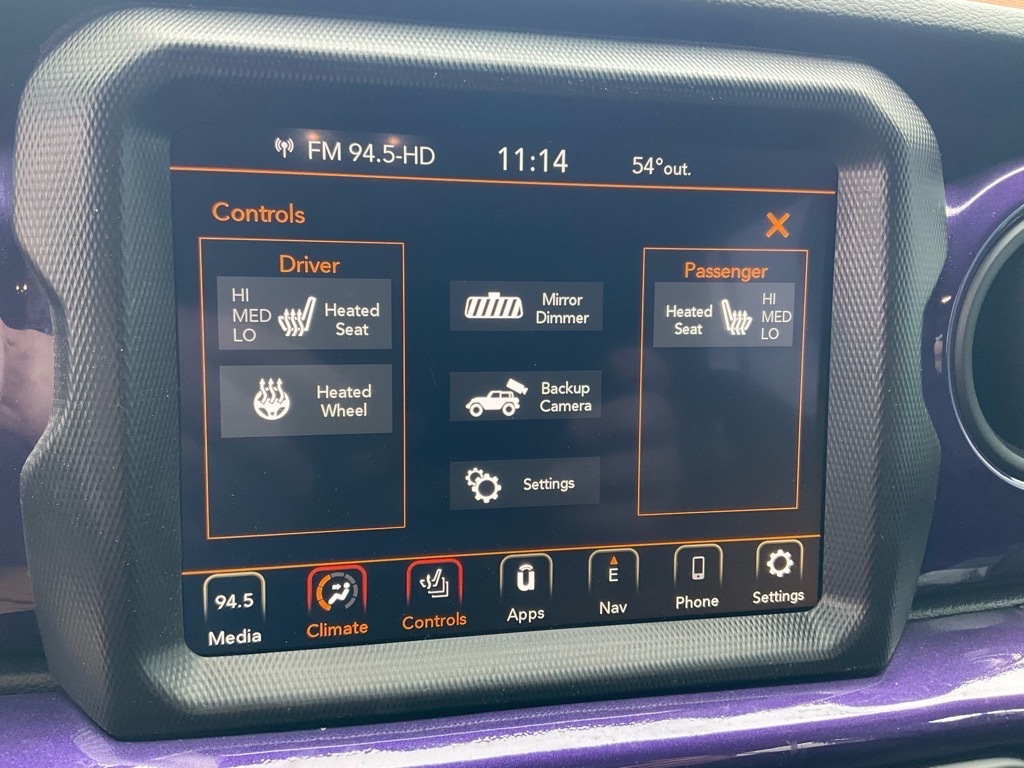 FM 94.5-HD 11:14 54°out.
Controls
Driver
HI
MED
LO
Heated
Seat
Heated
Wheel
Mirror
Dimmer
Backup
Camera
Settings
Passenger
Heated
Seat
HI
MED
LO
94.5
Media
Climate
Controls
u
Apps
E
Nav
Phone
Settings